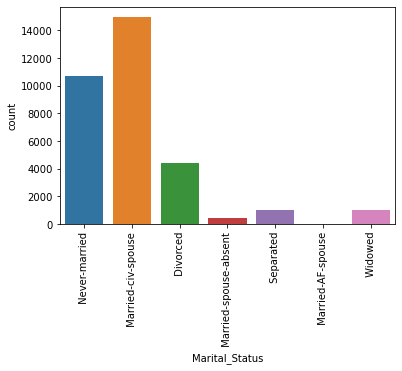 14000
12000
10000
8000
6000
4000
2000
0
count
Never-married
Married-civ-spouse
Divorced
Married-spouse-absent
Separated
Married-AF-spouse
Widowed
Marital_Status